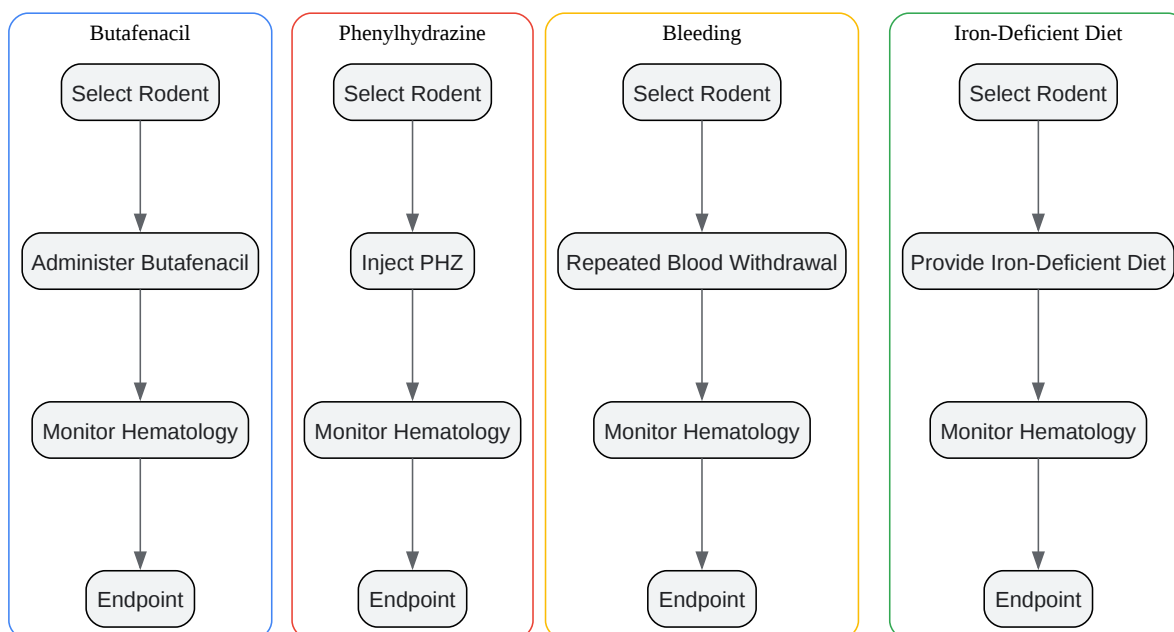 Butafenacil
Select Rodent
Administer Butafenacil
Monitor Hematology
Endpoint
Phenylhydrazine
Select Rodent
Inject PHZ
Monitor Hematology
Endpoint
Bleeding
Select Rodent
Repeated Blood Withdrawal
Monitor Hematology
Endpoint
Iron-Deficient Diet
Select Rodent
Provide Iron-Deficient Diet
Monitor Hematology
Endpoint